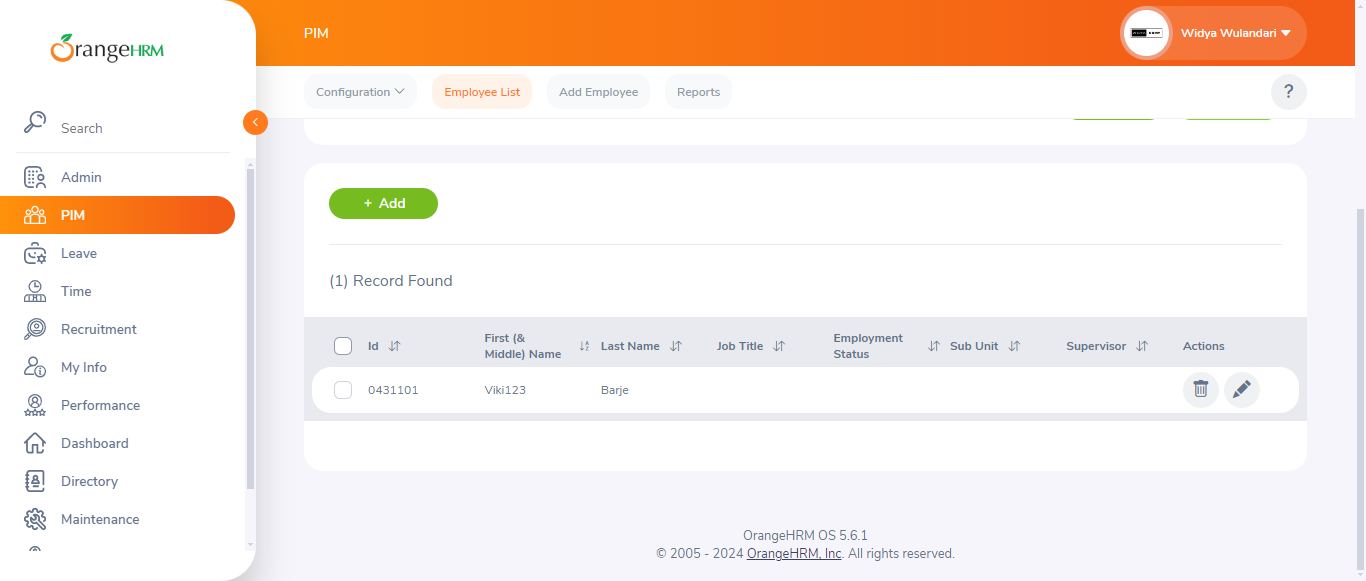 OrangeHRM
PIM
Widya Wulandari
Configuration
Employee List
Add Employee
Reports
?
Search
Admin
PIM
Leave
Time
Recruitment
My Info
Performance
Dashboard
Directory
Maintenance
+ Add
(1) Record Found
Id
First (&
Middle) Name
Last Name
Job Title
Employment
Status
Sub Unit
Supervisor
Actions
0431101
Viki123
Barje
OrangeHRM OS 5.6.1
© 2005 - 2024 OrangeHRM, Inc. All rights reserved.